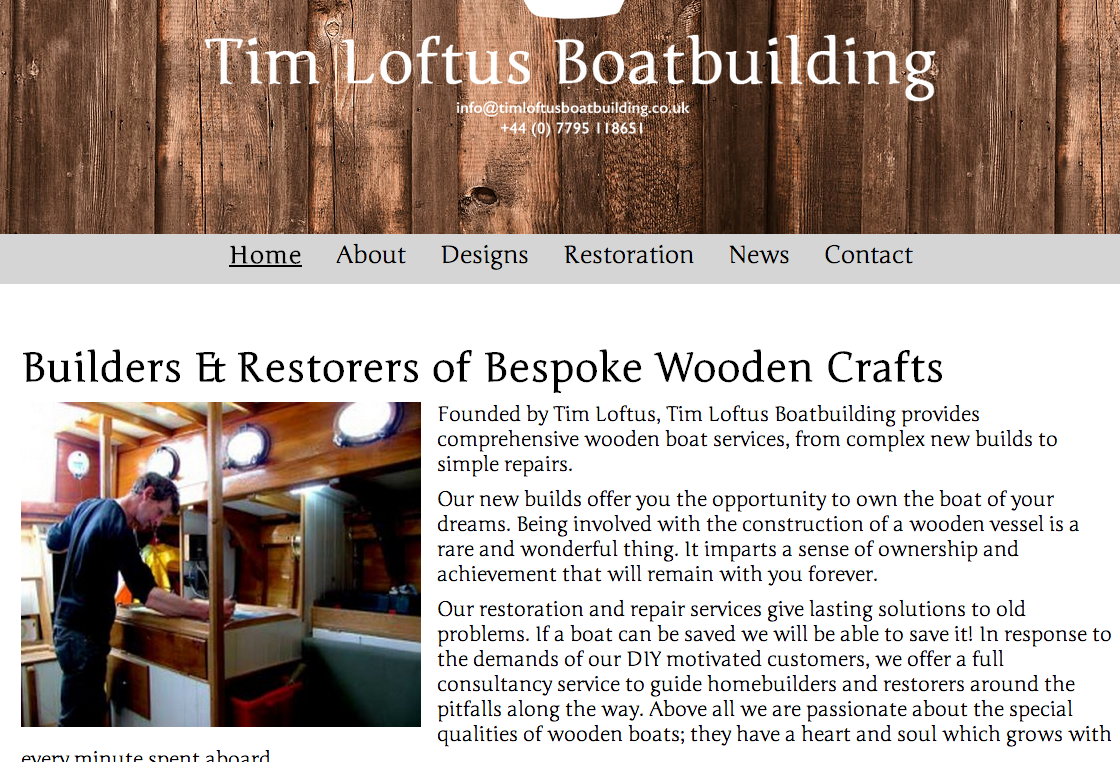 Tim Loftus Boatbuilding
info@timloftusboatbuilding.co.uk
+44 (0) 7795 118651
Home About Designs Restoration News Contact
Builders & Restorers of Bespoke Wooden Crafts
Founded by Tim Loftus, Tim Loftus Boatbuilding provides
comprehensive wooden boat services, from complex new builds to
simple repairs.
Our new builds offer you the opportunity to own the boat of your
dreams. Being involved with the construction of a wooden vessel is a
rare and wonderful thing. It imparts a sense of ownership and
achievement that will remain with you forever.
Our restoration and repair services give lasting solutions to old
problems. If a boat can be saved we will be able to save it! In response to
the demands of our DIY motivated customers, we offer a full
consultancy service to guide homebuilders and restorers around the
pitfalls along the way. Above all we are passionate about the special
qualities of wooden boats; they have a heart and soul which grows with
every minute spent aboard